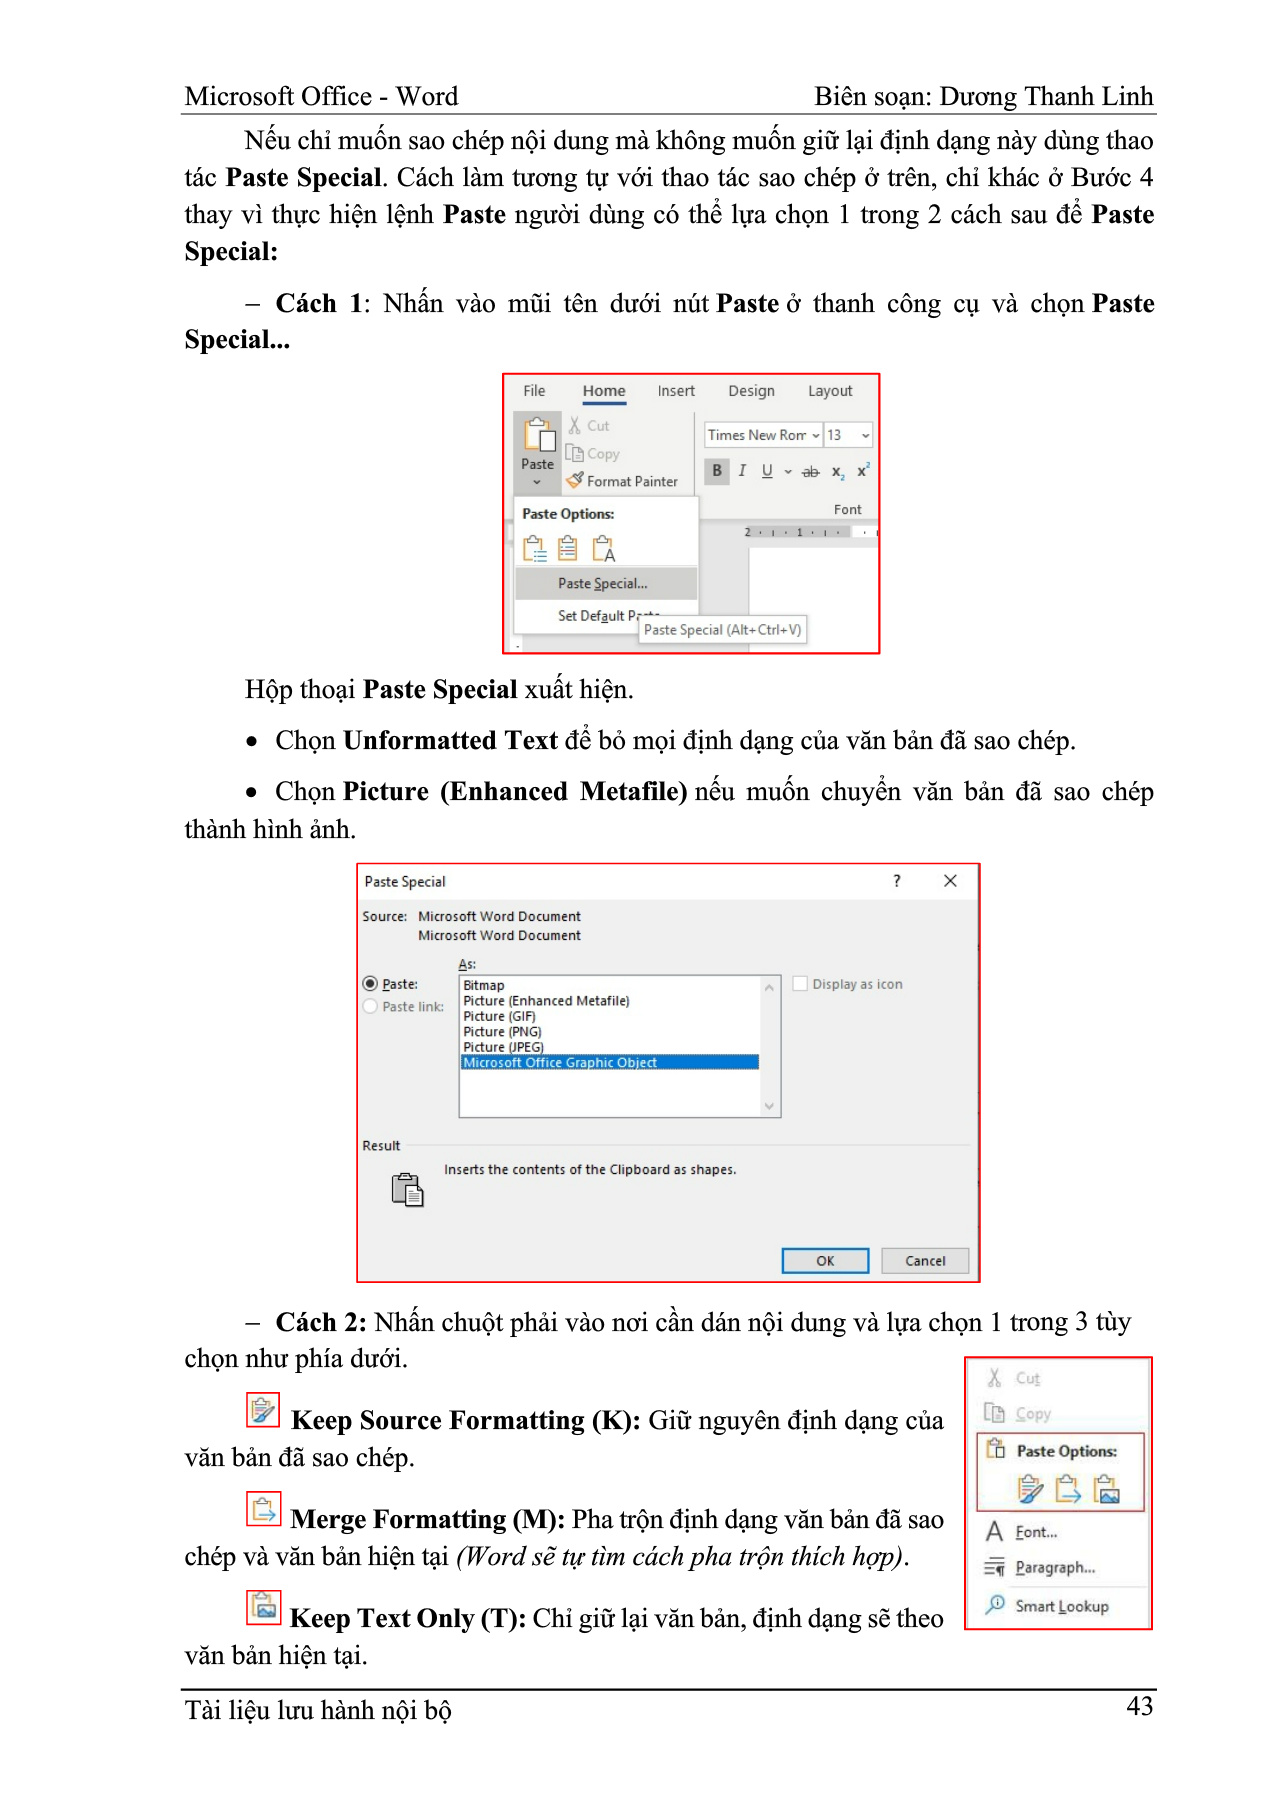 Microsoft Office - Word Biên soạn: Dương Thanh Linh
Nếu chỉ muốn sao chép nội dung mà không muốn giữ lại định dạng này dùng thao
tác Paste Special. Cách làm tương tự với thao tác sao chép ở trên, chỉ khác ở Bước 4
thay vì thực hiện lệnh Paste người dùng có thể lựa chọn 1 trong 2 cách sau để Paste
Special:
– Cách 1: Nhấn vào mũi tên dưới nút Paste ở thanh công cụ và chọn Paste
Special...
File Home Insert Design Layout
Cut
Copy
Paste
Format Painter
Times New Rom 13
B I U ab x₂ x²
Font
Paste Options:
2 · ı · 1 · ı ·
Paste Special...
Set Default Paste
Paste Special (Alt+Ctrl+V)
Hộp thoại Paste Special xuất hiện.
• Chọn Unformatted Text để bỏ mọi định dạng của văn bản đã sao chép.
• Chọn Picture (Enhanced Metafile) nếu muốn chuyển văn bản đã sao chép
thành hình ảnh.
Paste Special ?
Source: Microsoft Word Document
Microsoft Word Document
As:
Paste:
Paste link:
Bitmap
Picture (Enhanced Metafile)
Picture (GIF)
Picture (PNG)
Picture (JPEG)
Microsoft Office Graphic Object
Display as icon
Result
Inserts the contents of the Clipboard as shapes.
OK Cancel
– Cách 2: Nhấn chuột phải vào nơi cần dán nội dung và lựa chọn 1 trong 3 tùy
chọn như phía dưới.
Keep Source Formatting (K): Giữ nguyên định dạng của
văn bản đã sao chép.
Merge Formatting (M): Pha trộn định dạng văn bản đã sao
chép và văn bản hiện tại (Word sẽ tự tìm cách pha trộn thích hợp).
Keep Text Only (T): Chỉ giữ lại văn bản, định dạng sẽ theo
văn bản hiện tại.
Cut
Copy
Paste Options:
Font...
Paragraph...
Smart Lookup
Tài liệu lưu hành nội bộ 43